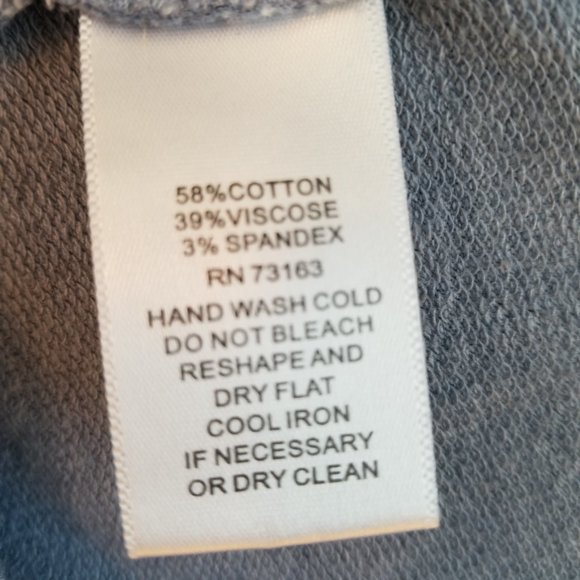 58%COTTON
39%VISCOSE
3% SPANDEX
RN 73163
HAND WASH COLD
DO NOT BLEACH
RESHAPE AND
DRY FLAT
COOL IRON
IF NECESSARY
OR DRY CLEAN